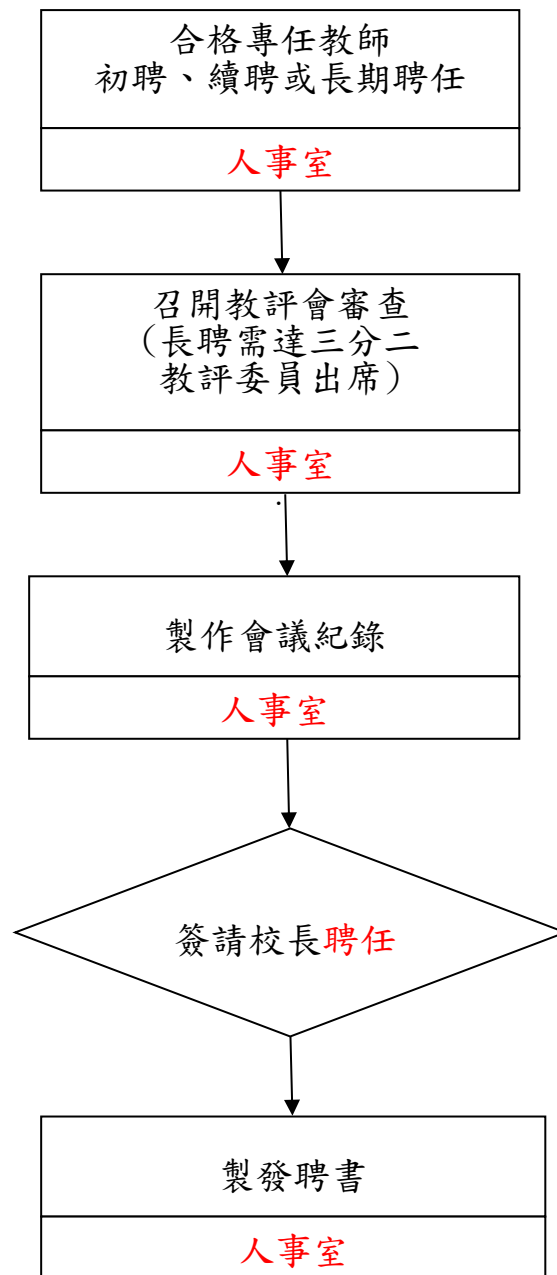 合格專任教師
初聘、續聘或長期聘任
人事室
召開教評會審查
（長聘需達三分二
教評委員出席）
人事室
.
製作會議紀錄
人事室
簽請校長聘任
製發聘書
人事室